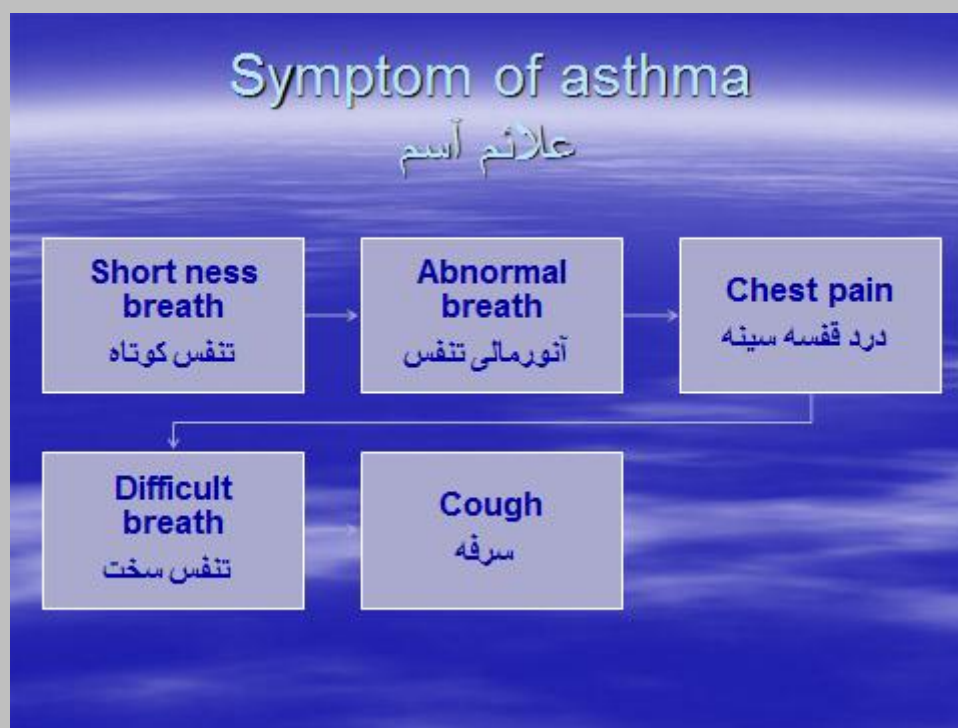 Symptom of asthma
علائم آسم
Short ness
breath
تنفس کوتاه
Abnormal
breath
آنورمالی تنفس
Chest pain
درد قفسه سینه
Difficult
breath
تنفس سخت
Cough
سرفه